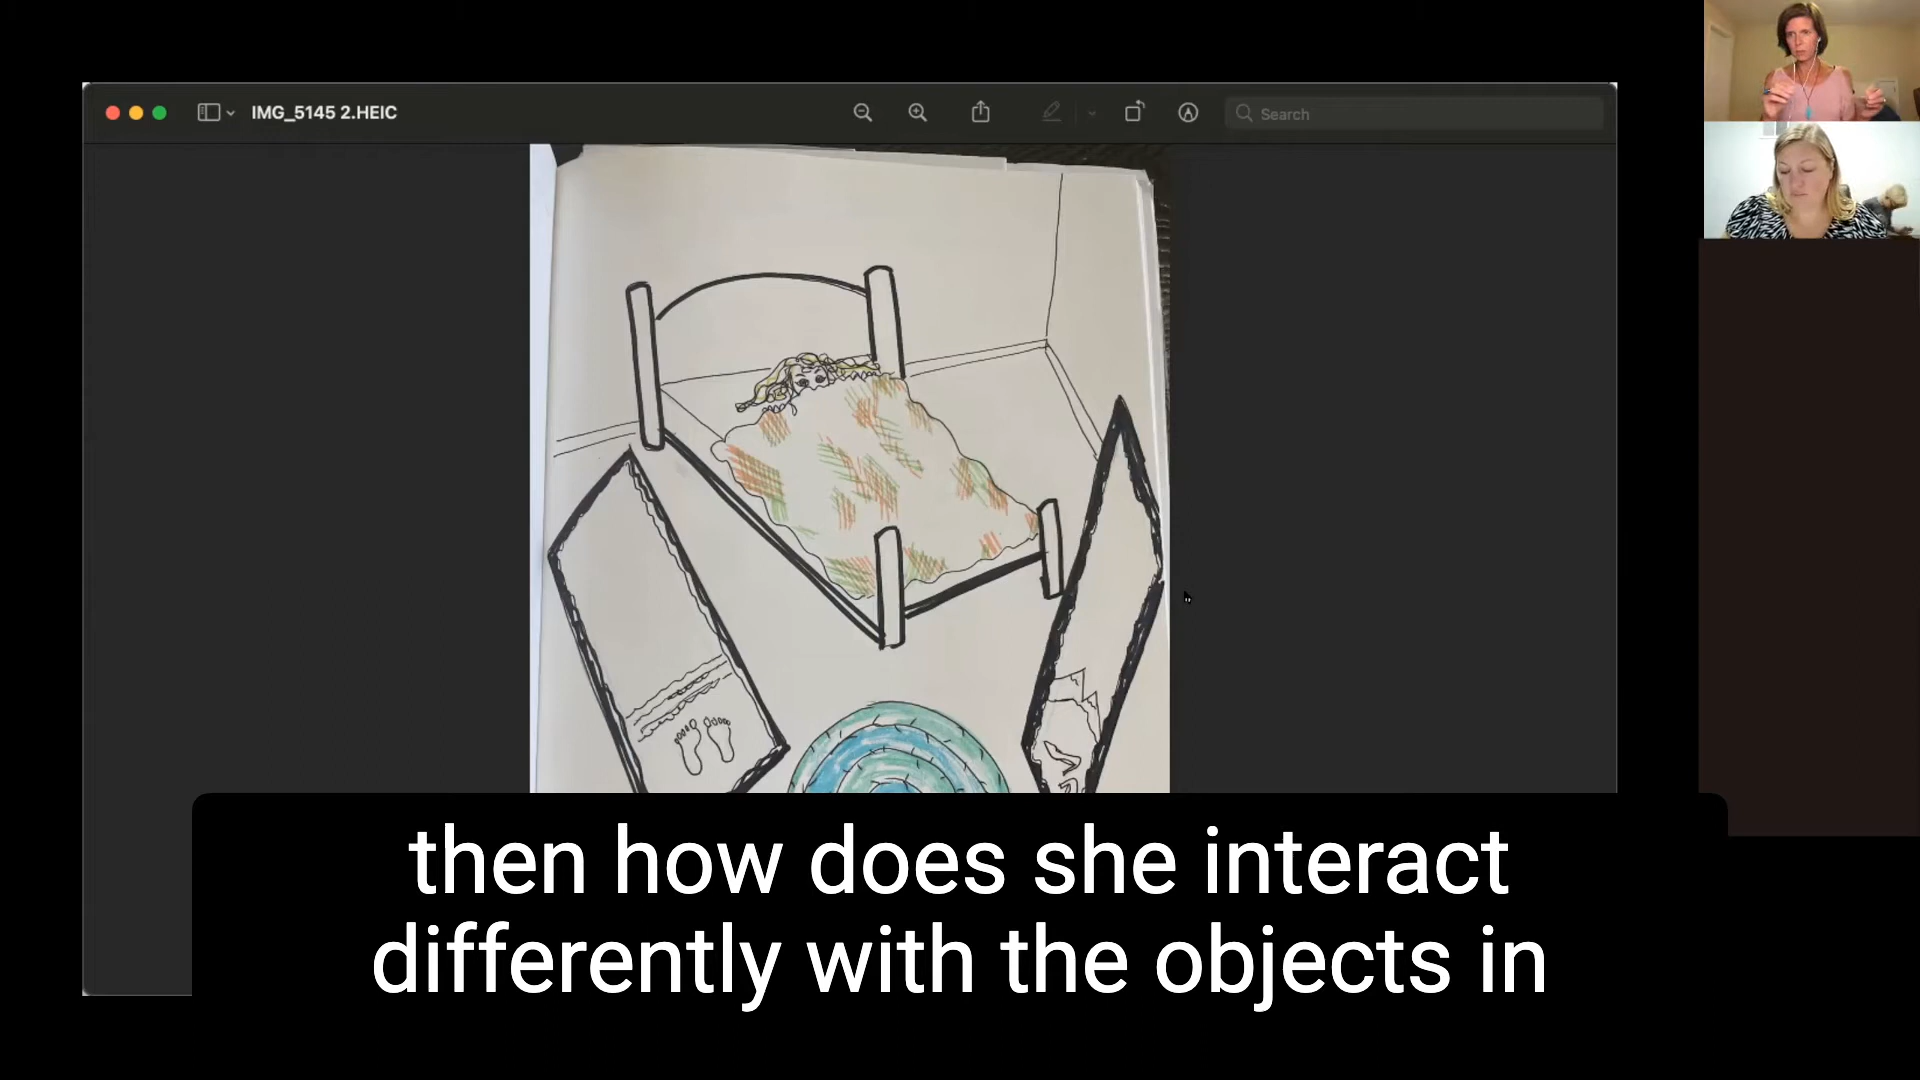 IMG_5145 2.HEIC
Search
then how does she interact
differently with the objects in